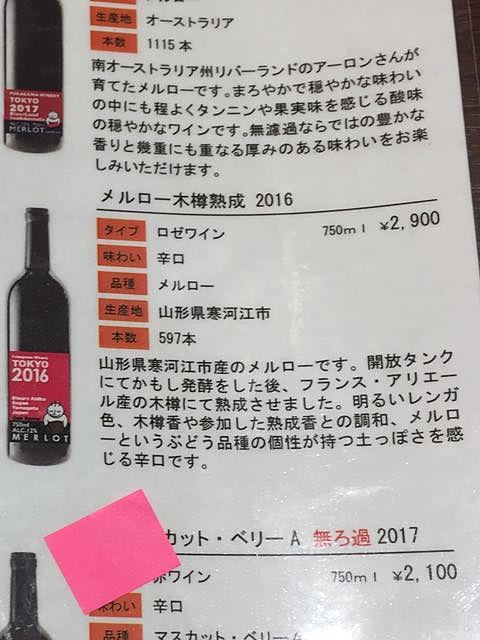 生産地 オーストラリア
本数 1115本
南オーストラリア州リバーランドのアーロンさんが
育てたメルローです。まろやかで穏やかな味わい
の中にも程よくタンニンや果実味を感じる酸味
の穏やかなワインです。無濾過ならではの豊かな
香りと幾重にも重なる厚みのある味わいをお楽
しみいただけます。
TOKYO
2017
MERLOT
メルロー木樽熟成 2016
タイプ ロゼワイン 750ml ¥2,900
味わい 辛口
品種 メルロー
生産地 山形県寒河江市
本数 597本
山形県寒河江市産のメルローです。開放タンク
にてかもし発酵をした後、フランス・アリエー
ル産の木樽にて熟成させました。明るいレンガ
色、木樽香や参加した熟成香との調和、メルロ
ーというぶどう品種の個性が持つ土っぽさを感
じる辛口です。
TOKYO
2016
750ml
ALC.12%
MERLOT
カット・ベリーA 無ろ過 2017
赤ワイン 750ml ¥2,100
味わい 辛口
品種 マスカット・ベリーA